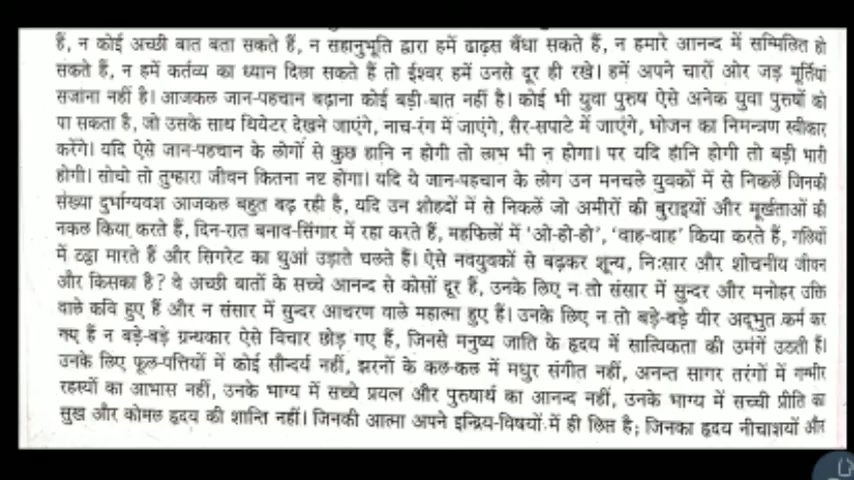 हैं, न कोई अच्छी बात बता सकते हैं, न सहानुभूति द्वारा हमें ढाढ़स बँधा सकते हैं, न हमारे आनन्द में सम्मिलित हो
सकते हैं, न हमें कर्तव्य का ध्यान दिला सकते हैं तो ईश्वर हमें उनसे दूर ही रखे। हमें अपने चारों ओर जड़ मूर्तियां
सजाना नहीं है। आजकल जान-पहचान बढ़ाना कोई बड़ी बात नहीं है। कोई भी युवा पुरुष ऐसे अनेक युवा पुरुषों को
पा सकता है, जो उसके साथ थियेटर देखने जाएंगे, नाच-रंग में जाएंगे, सैर-सपाटे में जाएंगे, भोजन का निमन्त्रण स्वीकार
करेंगे। यदि ऐसे जान-पहचान के लोगों से कुछ हानि न होगी तो लाभ भी न होगा। पर यदि हानि होगी तो बड़ी भारी
होगी। सोचो तो तुम्हारा जीवन कितना नष्ट होगा। यदि ये जान-पहचान के लोग उन मनचले युवकों में से निकलें जिनकी
संख्या दुर्भाग्यवश आजकल बहुत बढ़ रही है, यदि उन शोहदों में से निकलें जो अमीरों की बुराइयों और मूर्खताओं की
नकल किया करते हैं, दिन-रात बनाव-सिंगार में रहा करते हैं, महफिलों में ‘ओ-हो-हो’, ‘वाह-वाह’ किया करते हैं, गलियों
में ठट्ठा मारते हैं और सिगरेट का धुआं उड़ाते चलते हैं। ऐसे नवयुवकों से बढ़कर शून्य, निःसार और शोचनीय जीवन
और किसका है? वे अच्छी बातों के सच्चे आनन्द से कोसों दूर हैं, उनके लिए न तो संसार में सुन्दर और मनोहर उक्ति
वाले कवि हुए हैं और न संसार में सुन्दर आचरण वाले महात्मा हुए हैं। उनके लिए न तो बड़े-बड़े वीर अद्भुत कर्म कर
गए हैं न बड़े-बड़े ग्रन्थकार ऐसे विचार छोड़ गए हैं, जिनसे मनुष्य जाति के हृदय में सात्विकता की उमंगें उठती हैं।
उनके लिए फूल-पत्तियों में कोई सौन्दर्य नहीं, झरनों के कल-कल में मधुर संगीत नहीं, अनन्त सागर तरंगों में गम्भीर
रहस्यों का आभास नहीं, उनके भाग्य में सच्चे प्रयत्न और पुरुषार्थ का आनन्द नहीं, उनके भाग्य में सच्ची प्रीति का
सुख और कोमल हृदय की शान्ति नहीं। जिनकी आत्मा अपने इन्द्रिय-विषयों में ही लिप्त है; जिनका हृदय नीचाशयों और